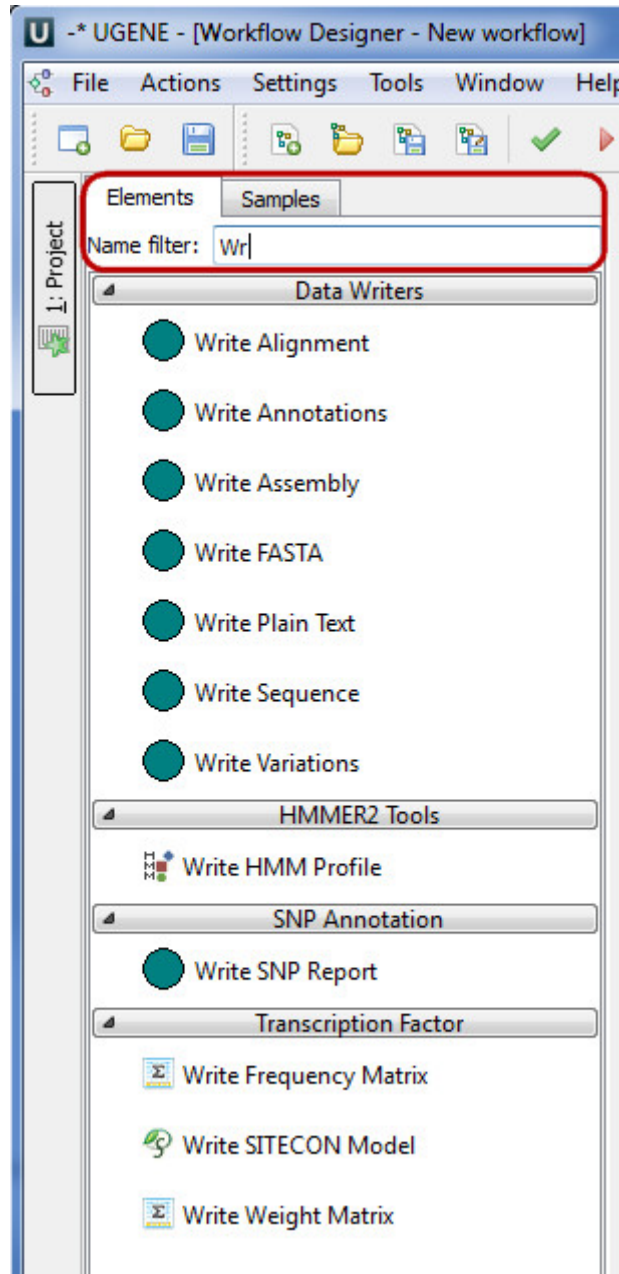 U -* UGENE - [Workflow Designer - New workflow]
File Actions Settings Tools Window Help
Elements Samples
1: Project
Name filter: Wr
Data Writers
Write Alignment
Write Annotations
Write Assembly
Write FASTA
Write Plain Text
Write Sequence
Write Variations
HMMER2 Tools
HMM Write HMM Profile
SNP Annotation
Write SNP Report
Transcription Factor
Σ Write Frequency Matrix
Write SITECON Model
Σ Write Weight Matrix